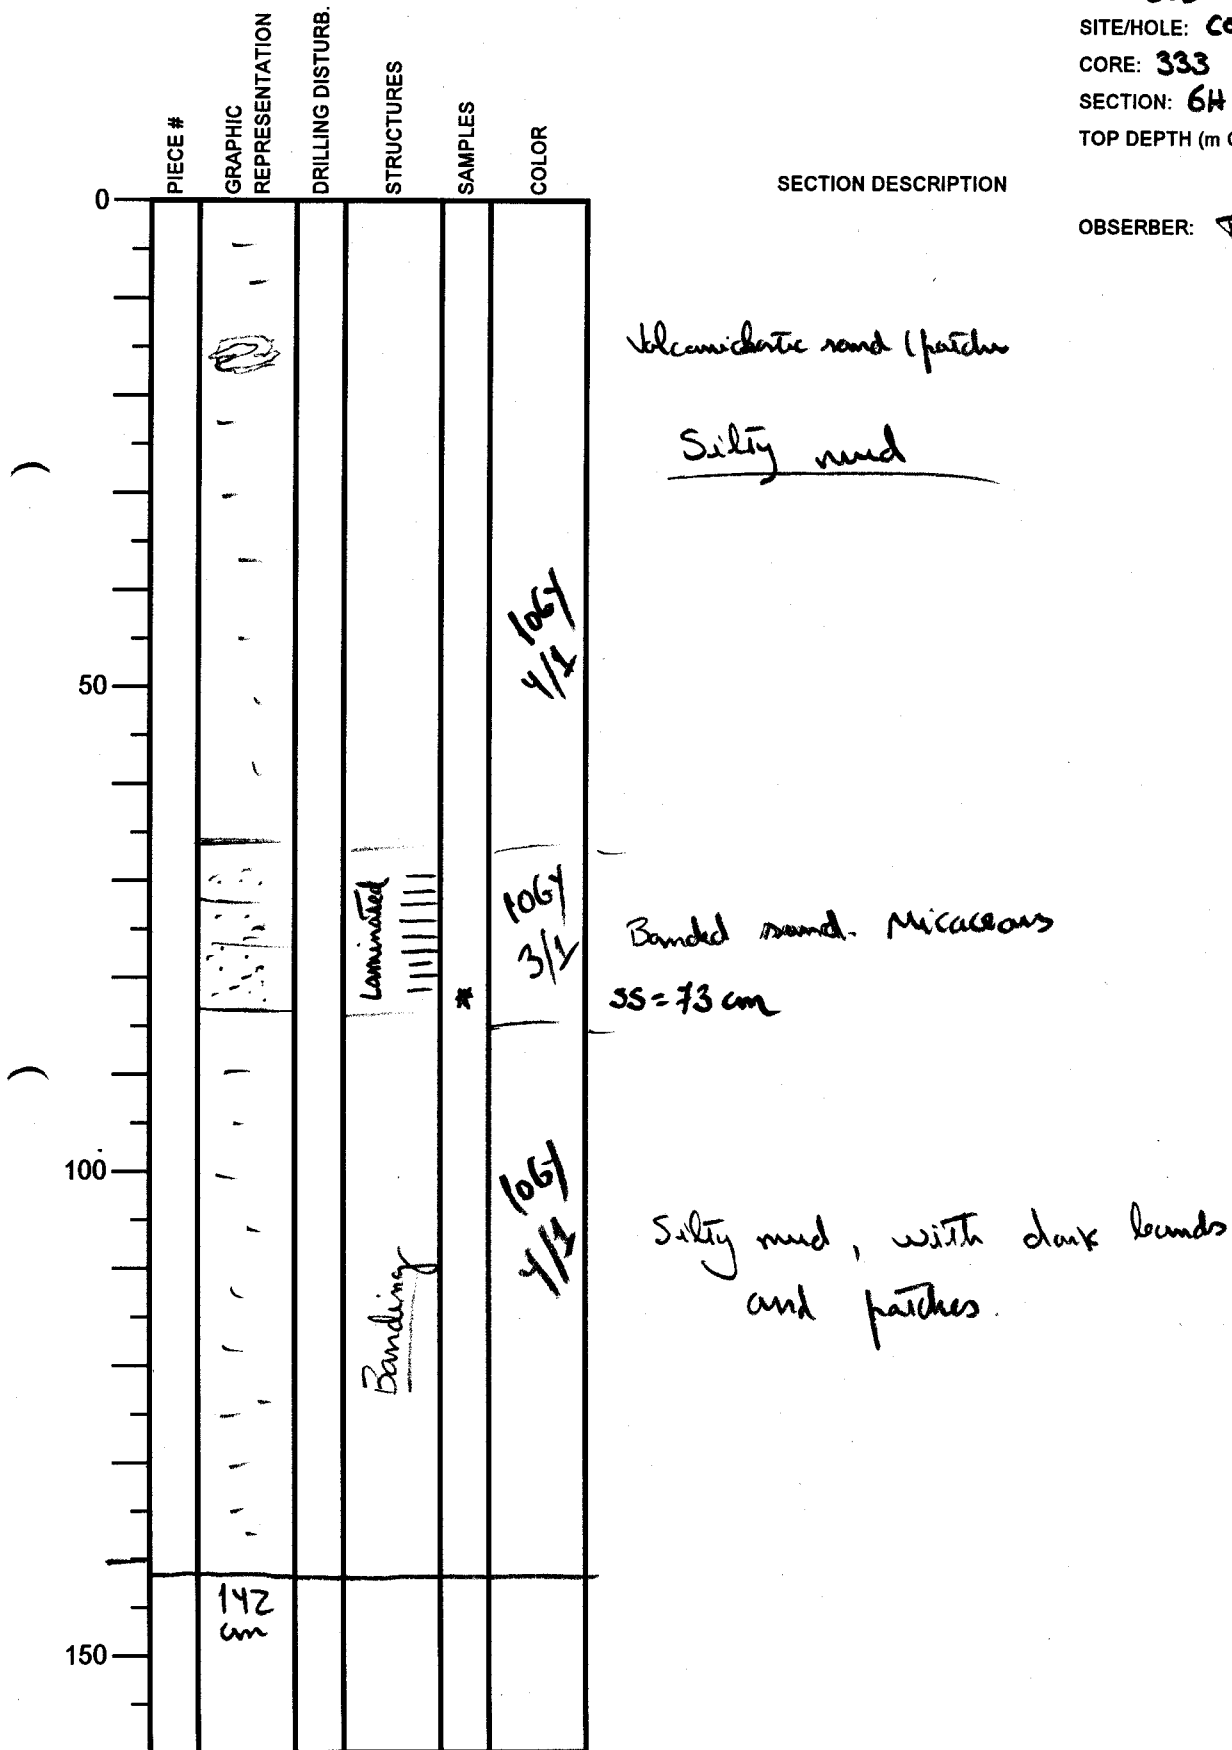 SITE/HOLE:
CORE: 333
SECTION: 6H
TOP DEPTH (m
OBSERBER:
PIECE #
GRAPHIC
REPRESENTATION
DRILLING DISTURB.
STRUCTURES
SAMPLES
COLOR
SECTION DESCRIPTION
0
Volcaniclastic sand (patches
Silty mud
10GY
4/1
50
Laminated
10GY
3/1
Banded sand. Micaceous
*
SS = 73 cm
100
10GY
4/1
Banding
Silty mud, with dark bands
and patches.
142
cm
150